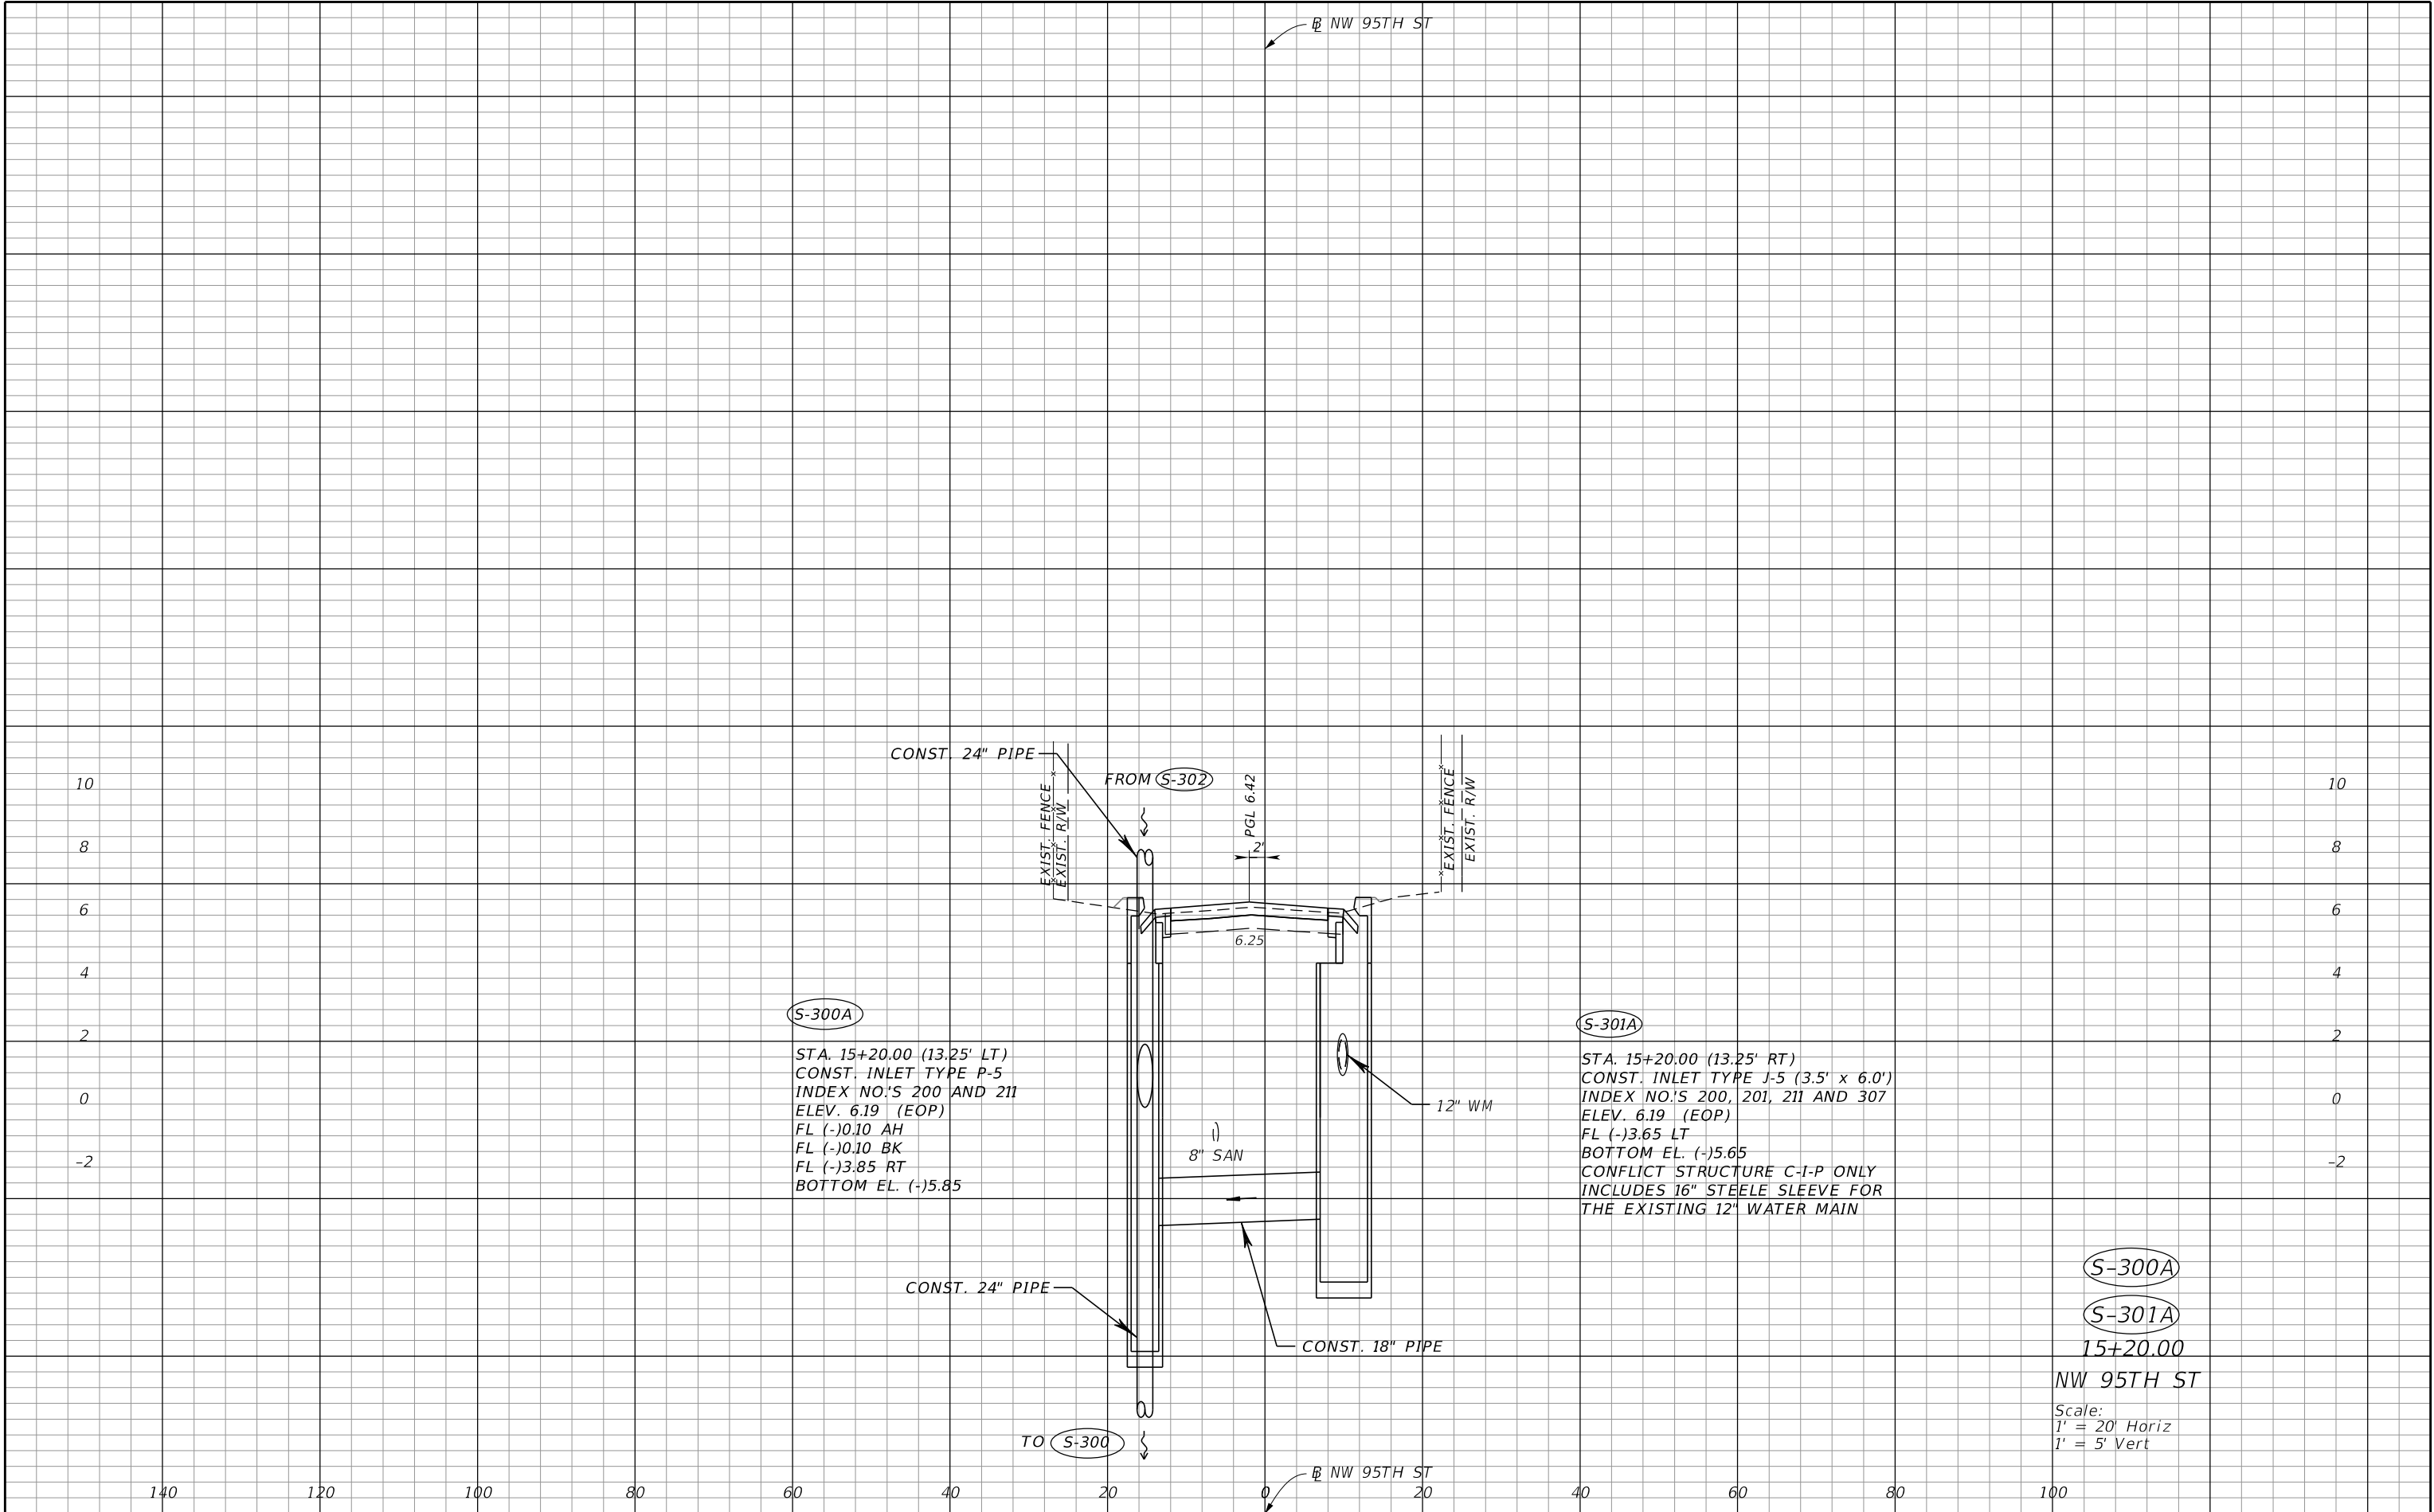 BL NW 95TH ST
CONST. 24" PIPE
FROM S-302
PGL 6.42
2'
EXIST. FENCE
EXIST. R/W
EXIST. FENCE
EXIST. R/W
10
8
6
4
2
0
-2
10
8
6
4
2
0
-2
6.25
S-300A
STA. 15+20.00 (13.25' LT)
CONST. INLET TYPE P-5
INDEX NO.'S 200 AND 211
ELEV. 6.19 (EOP)
FL (-)0.10 AH
FL (-)0.10 BK
FL (-)3.85 RT
BOTTOM EL. (-)5.85
12" WM
8" SAN
S-301A
STA. 15+20.00 (13.25' RT)
CONST. INLET TYPE J-5 (3.5' x 6.0')
INDEX NO.'S 200, 201, 211 AND 307
ELEV. 6.19 (EOP)
FL (-)3.65 LT
BOTTOM EL. (-)5.65
CONFLICT STRUCTURE C-I-P ONLY
INCLUDES 16" STEELE SLEEVE FOR
THE EXISTING 12" WATER MAIN
CONST. 24" PIPE
CONST. 18" PIPE
TO S-300
BL NW 95TH ST
S-300A
S-301A
15+20.00
NW 95TH ST
Scale:
1' = 20' Horiz
1' = 5' Vert
140 120 100 80 60 40 20 0 20 40 60 80 100